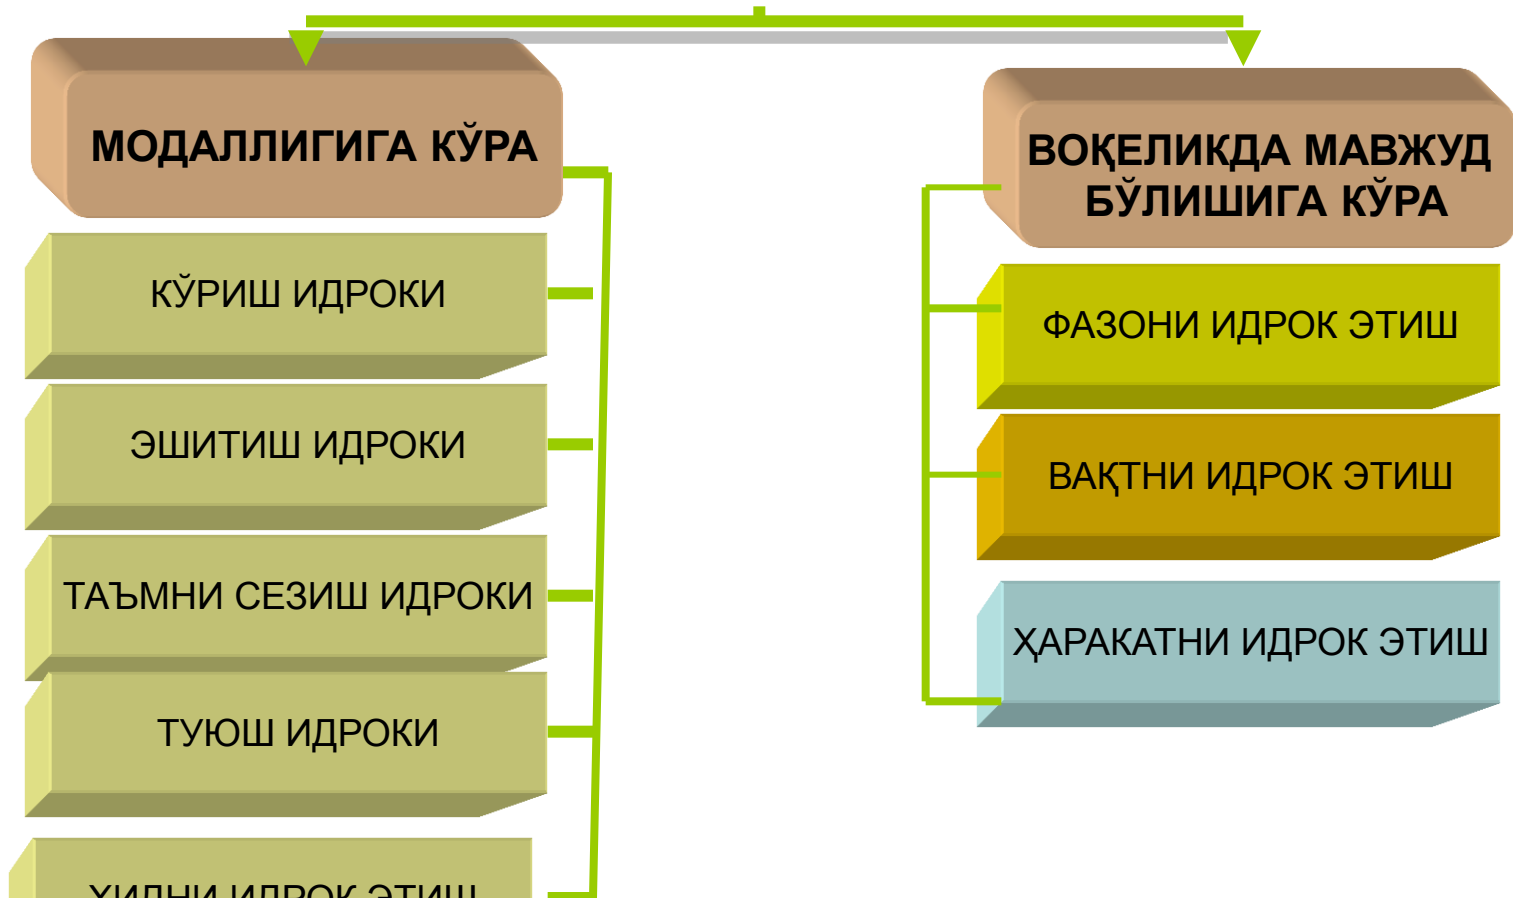 МОДАЛЛИГИГА КЎРА
КЎРИШ ИДРОКИ
ЭШИТИШ ИДРОКИ
ТАЪМНИ СЕЗИШ ИДРОКИ
ТУЮШ ИДРОКИ
ВОҚЕЛИКДА МАВЖУД
БЎЛИШИГА КЎРА
ФАЗОНИ ИДРОК ЭТИШ
ВАҚТНИ ИДРОК ЭТИШ
ҲАРАКАТНИ ИДРОК ЭТИШ